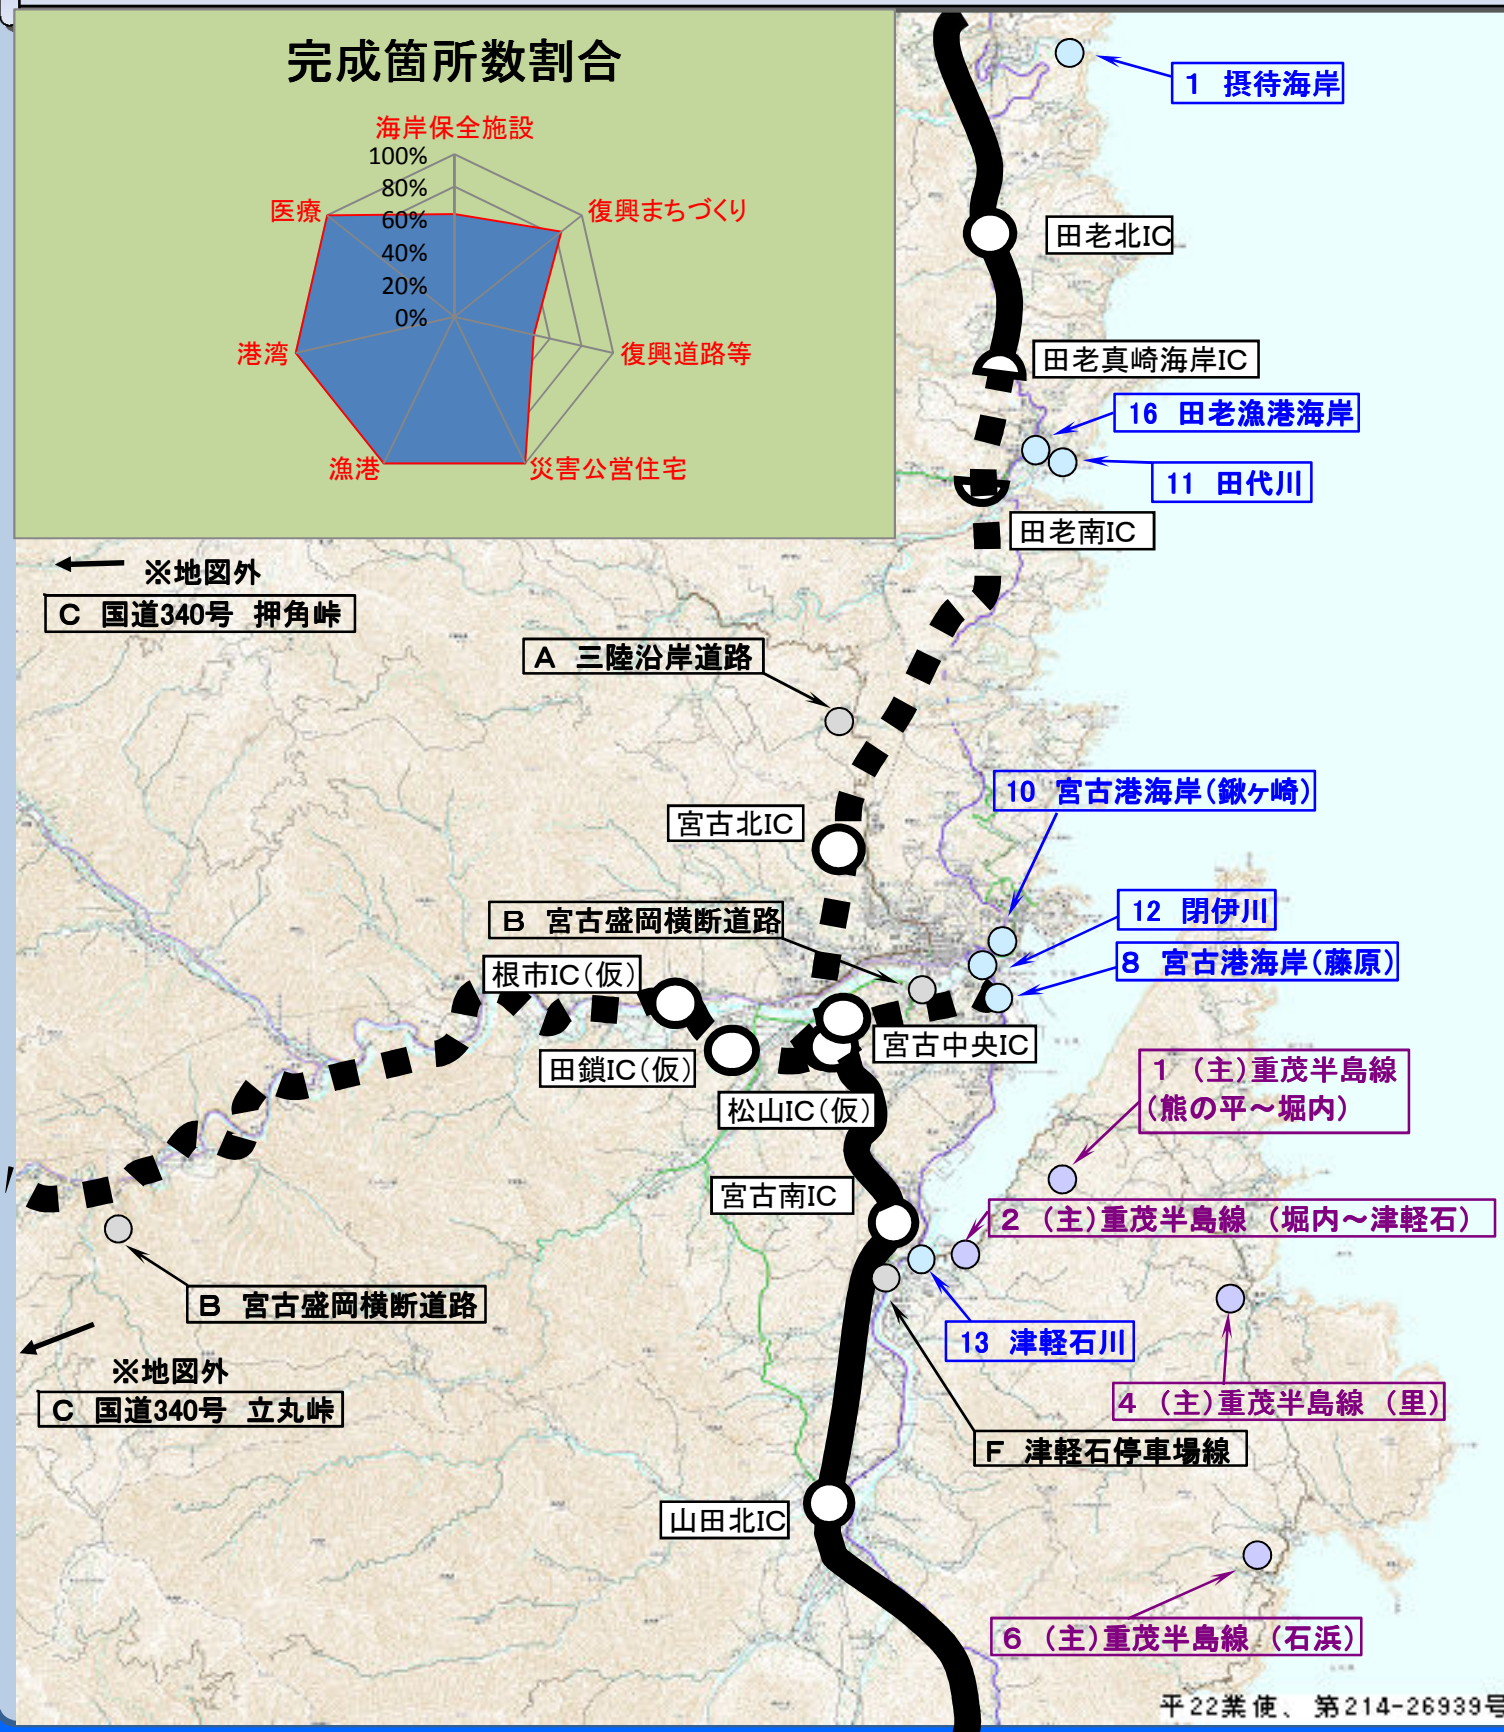 完成箇所数割合
海岸保全施設
100%
80%
60%
40%
20%
0%
医療
復興まちづくり
港湾
復興道路等
漁港
災害公営住宅
1 摂待海岸
田老北IC
田老真崎海岸IC
16 田老漁港海岸
11 田代川
田老南IC
※地図外
C 国道340号 押角峠
A 三陸沿岸道路
10 宮古港海岸(鍬ヶ崎)
宮古北IC
B 宮古盛岡横断道路
12 閉伊川
8 宮古港海岸(藤原)
根市IC(仮)
宮古中央IC
田鎖IC(仮)
松山IC(仮)
1 (主)重茂半島線
(熊の平~堀内)
宮古南IC
2 (主)重茂半島線 (堀内~津軽石)
B 宮古盛岡横断道路
13 津軽石川
※地図外
C 国道340号 立丸峠
4 (主)重茂半島線 (里)
F 津軽石停車場線
山田北IC
6 (主)重茂半島線 (石浜)
平22業使、第214-26939号